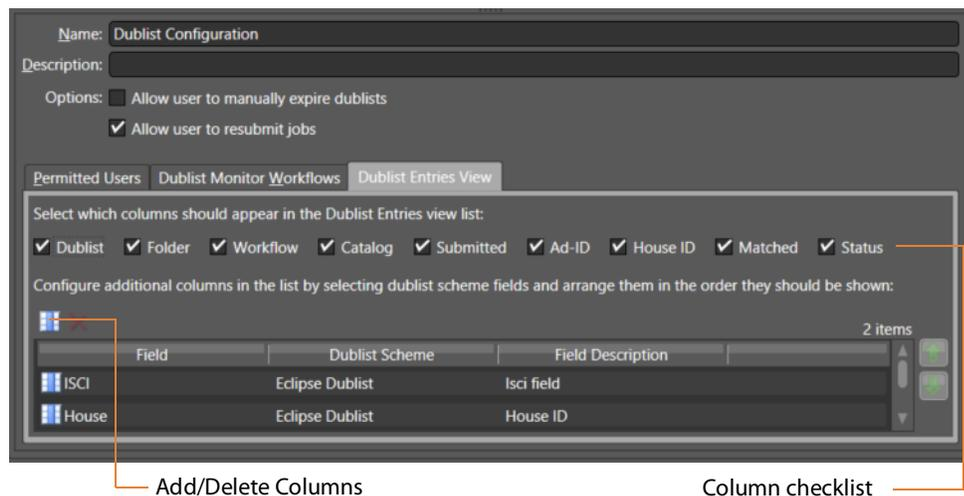 Name: Dublist Configuration
Description:
Options: Allow user to manually expire dublists
Allow user to resubmit jobs
Permitted Users Dublist Monitor Workflows Dublist Entries View
Select which columns should appear in the Dublist Entries view list:
Dublist Folder Workflow Catalog Submitted Ad-ID House ID Matched Status
Configure additional columns in the list by selecting dublist scheme fields and arrange them in the order they should be shown:
2 items
Field Dublist Scheme Field Description
ISCI Eclipse Dublist Isci field
House Eclipse Dublist House ID
Add/Delete Columns Column checklist